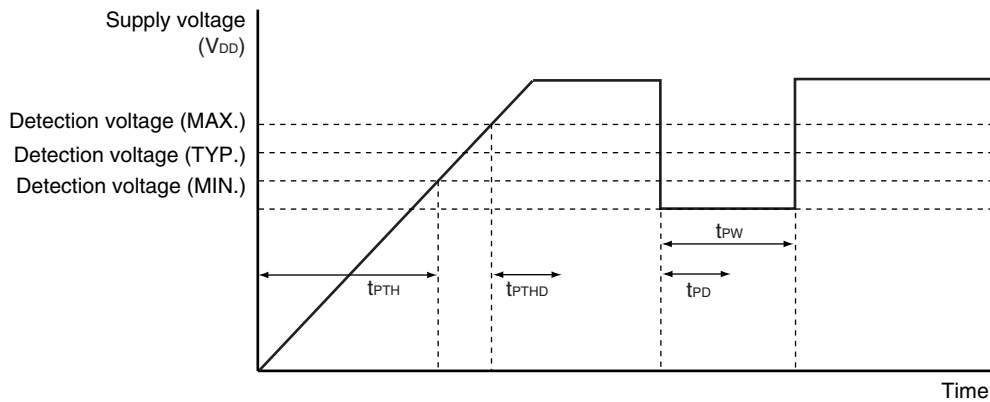 Supply voltage
(VDD)
Detection voltage (MAX.)
Detection voltage (TYP.)
Detection voltage (MIN.)
tPW
tPTH
tPTHD
tPD
Time